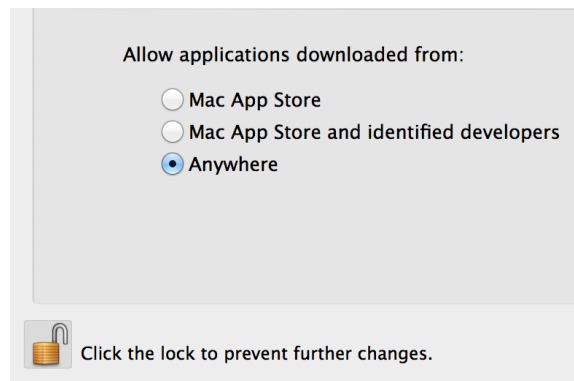 Allow applications downloaded from:
Mac App Store
Mac App Store and identified developers
Anywhere
Click the lock to prevent further changes.